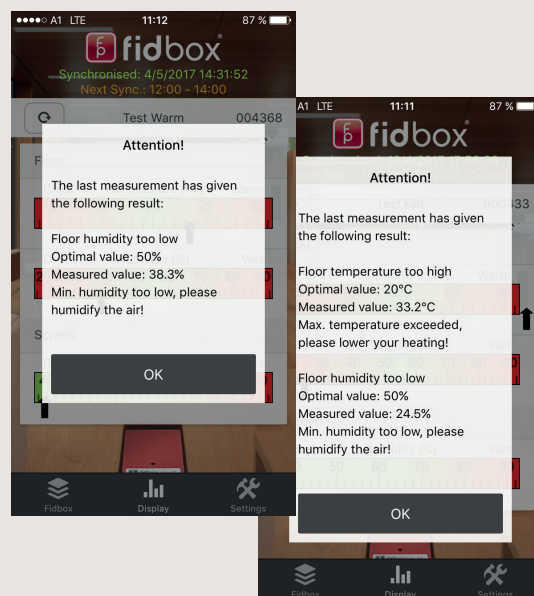 A1 LTE 11:12 87 %
fidbox
Synchronised: 4/5/2017 14:31:52
Next Sync.: 12:00 - 14:00
Test Warm 004368
Attention!
The last measurement has given
the following result:
Floor humidity too low
Optimal value: 50%
Measured value: 38.3%
Min. humidity too low, please
humidify the air!
OK
Fidbox Display Settings
A1 LTE 11:11 87 %
fidbox
Attention!
The last measurement has given
the following result:
Floor temperature too high
Optimal value: 20°C
Measured value: 33.2°C
Max. temperature exceeded,
please lower your heating!
Floor humidity too low
Optimal value: 50%
Measured value: 24.5%
Min. humidity too low, please
humidify the air!
OK
Fidbox Display Settings